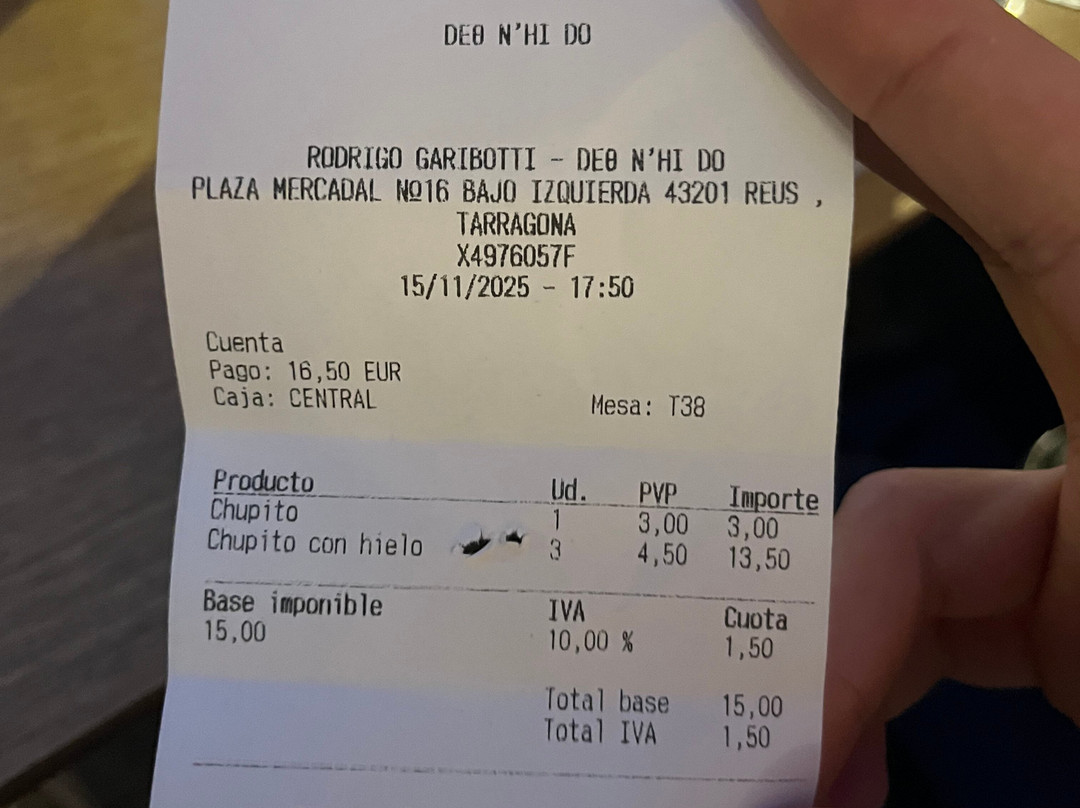 DE8 N'HI DO
RODRIGO GARIBOTTI - DE8 N'HI DO
PLAZA MERCADAL Nº16 BAJO IZQUIERDA 43201 REUS ,
TARRAGONA
X4976057F
15/11/2025 - 17:50
Cuenta
Pago: 16,50 EUR
Caja: CENTRAL Mesa: T38
Producto Ud. PVP Importe
Chupito 1 3,00 3,00
Chupito con hielo 3 4,50 13,50
Base imponible IVA Cuota
15,00 10,00 % 1,50
Total base 15,00
Total IVA 1,50